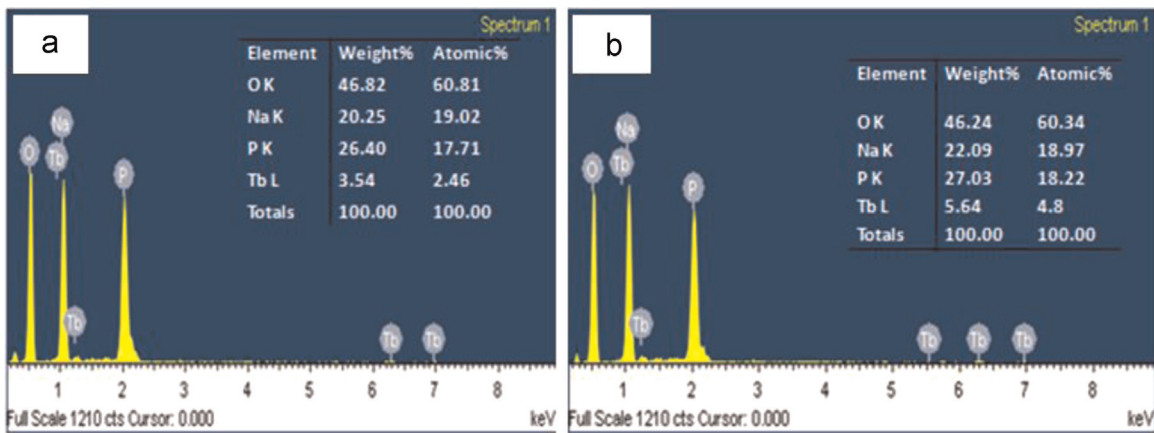 a
Spectrum 1
Element Weight% Atomic%
O K 46.82 60.81
Na K 20.25 19.02
P K 26.40 17.71
Tb L 3.54 2.46
Totals 100.00 100.00
Na
O
Tb
P
Tb
Tb Tb
1 2 3 4 5 6 7 8
Full Scale 1210 cts Cursor: 0.000 keV
b
Spectrum 1
Element Weight% Atomic%
O K 46.24 60.34
Na K 22.09 18.97
P K 27.03 18.22
Tb L 5.64 4.8
Totals 100.00 100.00
Na
O
Tb
P
Tb
Tb Tb Tb
1 2 3 4 5 6 7 8
Full Scale 1210 cts Cursor: 0.000 keV